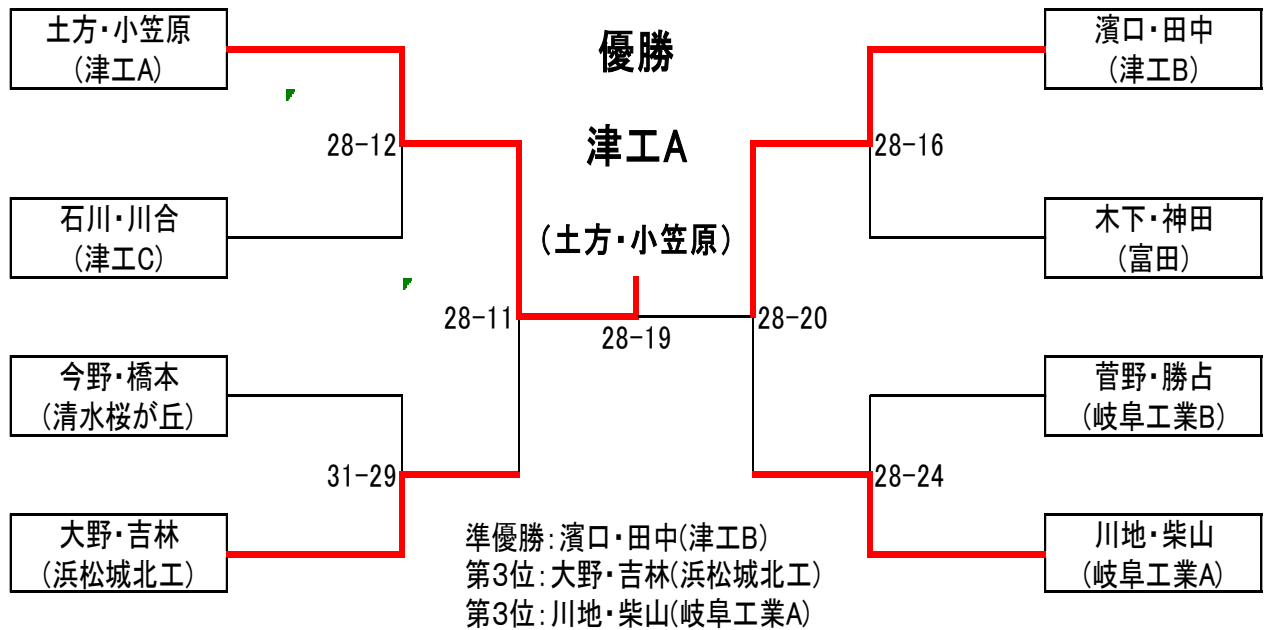 土方・小笠原
(津工A)
優勝
濱口・田中
(津工B)
津工A
28-12
28-16
石川・川合
(津工C)
(土方・小笠原)
木下・神田
(富田)
28-11
28-19
28-20
今野・橋本
(清水桜が丘)
菅野・勝占
(岐阜工業B)
31-29
28-24
大野・吉林
(浜松城北工)
川地・柴山
(岐阜工業A)
準優勝:濱口・田中(津工B)
第3位:大野・吉林(浜松城北工)
第3位:川地・柴山(岐阜工業A)